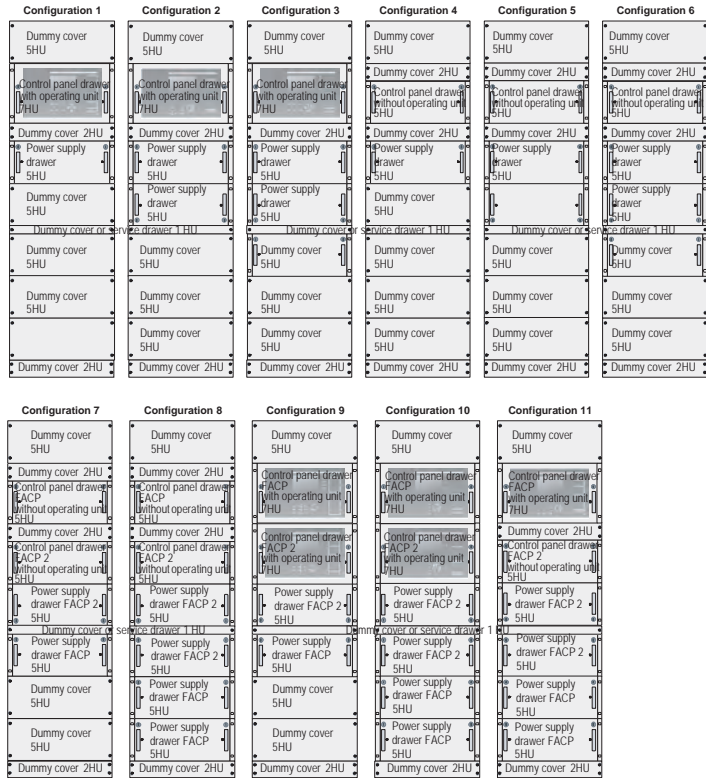 Configuration 1
Dummy cover
5HU
Control panel drawer
with operating unit
7HU
Dummy cover 2HU
Power supply
drawer
5HU
Dummy cover
5HU
Dummy cover or service drawer 1 HU
Dummy cover
5HU
Dummy cover
5HU
Dummy cover 2HU
Configuration 2
Dummy cover
5HU
Control panel drawer
with operating unit
7HU
Dummy cover 2HU
Power supply
drawer
5HU
Power supply
drawer
5HU
Dummy cover
5HU
Dummy cover
5HU
Dummy cover
5HU
Dummy cover 2HU
Configuration 3
Dummy cover
5HU
Control panel drawer
with operating unit
7HU
Dummy cover 2HU
Power supply
drawer
5HU
Power supply
drawer
5HU
Dummy cover or service drawer 1 HU
Dummy cover
5HU
Dummy cover
5HU
Dummy cover
5HU
Dummy cover 2HU
Configuration 4
Dummy cover
5HU
Dummy cover 2HU
Control panel drawer
without operating unit
5HU
Dummy cover 2HU
Power supply
drawer
5HU
Dummy cover
5HU
Dummy cover
5HU
Dummy cover
5HU
Dummy cover
5HU
Dummy cover 2HU
Configuration 5
Dummy cover
5HU
Dummy cover 2HU
Control panel drawer
without operating unit
5HU
Dummy cover 2HU
Power supply
drawer
5HU
5HU
Dummy cover or service drawer 1 HU
Dummy cover
5HU
Dummy cover
5HU
Dummy cover
5HU
Dummy cover 2HU
Configuration 6
Dummy cover
5HU
Dummy cover 2HU
Control panel drawer
without operating unit
5HU
Dummy cover 2HU
Power supply
drawer
5HU
Power supply
drawer
5HU
Dummy cover
5HU
Dummy cover
5HU
Dummy cover
5HU
Dummy cover 2HU
Configuration 7
Dummy cover
5HU
Dummy cover 2HU
Control panel drawer
FACP
without operating unit
5HU
Dummy cover 2HU
Control panel drawer
FACP 2
without operating unit
5HU
Power supply
drawer FACP 2
5HU
Dummy cover or service drawer 1 HU
Power supply
drawer FACP
5HU
Dummy cover
5HU
Dummy cover
5HU
Dummy cover 2HU
Configuration 8
Dummy cover
5HU
Dummy cover 2HU
Control panel drawer
FACP
without operating unit
5HU
Dummy cover 2HU
Control panel drawer
FACP 2
without operating unit
5HU
Power supply
drawer FACP 2
5HU
Power supply
drawer FACP 2
5HU
Power supply
drawer FACP
5HU
Power supply
drawer FACP
5HU
Dummy cover 2HU
Configuration 9
Dummy cover
5HU
Control panel drawer
FACP
with operating unit
7HU
Control panel drawer
FACP 2
with operating unit
7HU
Power supply
drawer FACP 2
5HU
Power supply
drawer FACP
5HU
Dummy cover
5HU
Dummy cover
5HU
Dummy cover 2HU
Configuration 10
Dummy cover
5HU
Control panel drawer
FACP
with operating unit
7HU
Control panel drawer
FACP 2
with operating unit
7HU
Power supply
drawer FACP 2
5HU
Dummy cover or service drawer 1 HU
Power supply
drawer FACP 2
5HU
Power supply
drawer FACP
5HU
Power supply
drawer FACP
5HU
Dummy cover 2HU
Configuration 11
Dummy cover
5HU
Control panel drawer
FACP
with operating unit
7HU
Dummy cover 2HU
Control panel drawer
FACP 2
without operating unit
5HU
Power supply
drawer FACP 2
5HU
Power supply
drawer FACP 2
5HU
Power supply
drawer FACP
5HU
Power supply
drawer FACP
5HU
Dummy cover 2HU